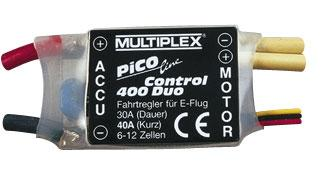 MULTIPLEX®
PiCO line
Control
400 DUO
Fahrtregler für E-Flug
30A (Dauer)
40A (Kurz)
6-12 Zellen
CE
+ ACCU -
+ MOTOR -